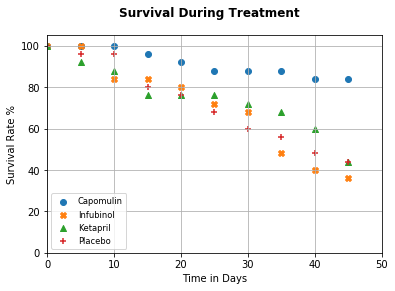 Survival During Treatment
100
80
60
40
20
0
Survival Rate %
Capomulin
Infubinol
Ketapril
Placebo
0 10 20 30 40 50
Time in Days